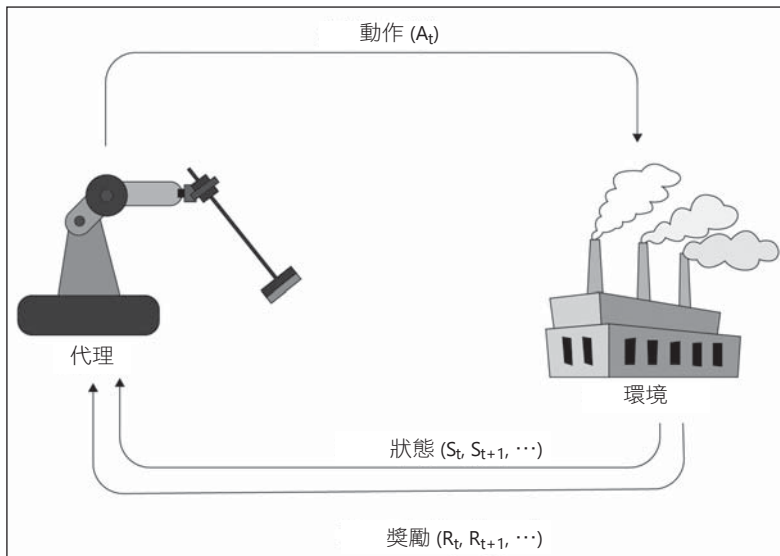 動作 (At)
代理
環境
狀態 (St, St+1, ⋯)
獎勵 (Rt, Rt+1, ⋯)